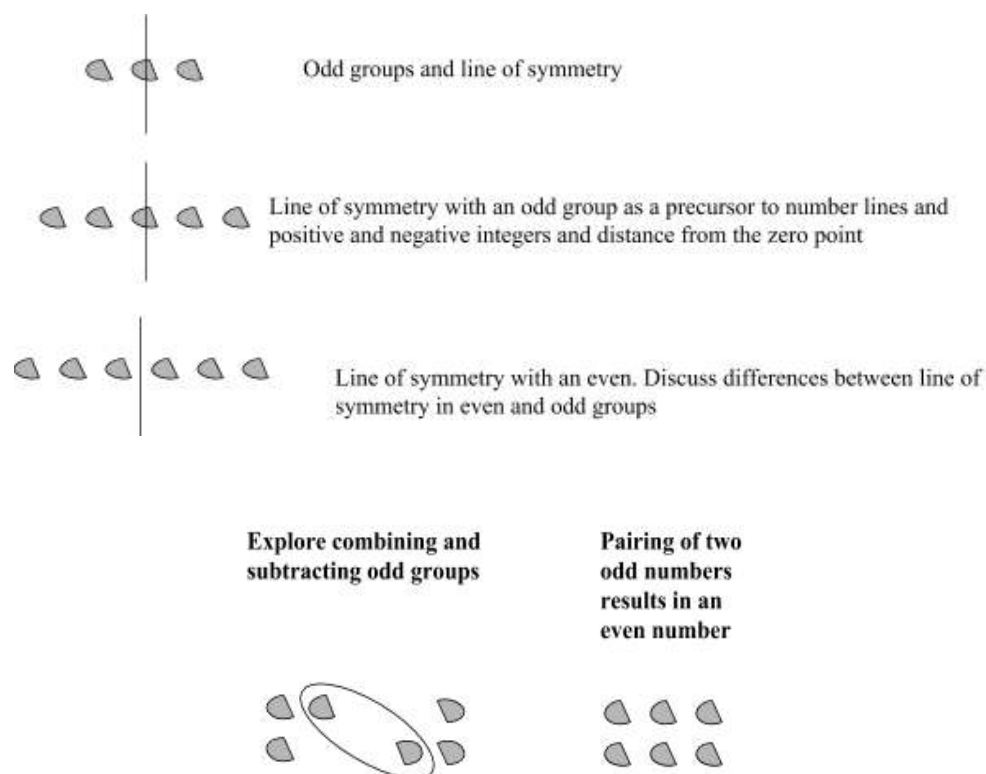 Odd groups and line of symmetry
Line of symmetry with an odd group as a precursor to number lines and
positive and negative integers and distance from the zero point
Line of symmetry with an even. Discuss differences between line of
symmetry in even and odd groups
Explore combining and
subtracting odd groups
Pairing of two
odd numbers
results in an
even number